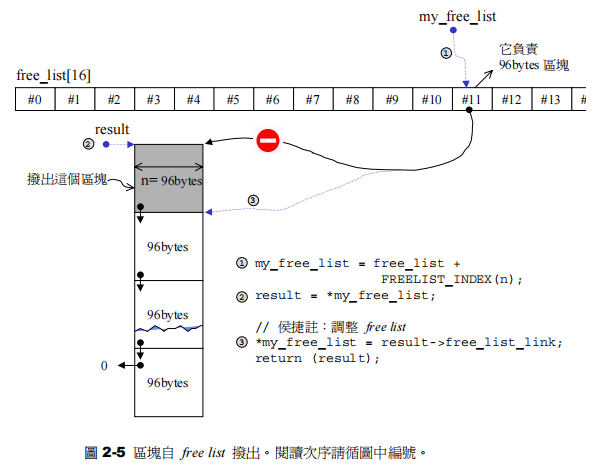 my_free_list
①
它負責
96bytes 區塊
free_list[16]
#0 #1 #2 #3 #4 #5 #6 #7 #8 #9 #10 #11 #12 #13 #
result
②
撥出這個區塊
n= 96bytes
③
96bytes
96bytes
0
96bytes
① my_free_list = free_list +
FREELIST_INDEX(n);
② result = *my_free_list;
// 侯捷註：調整 free list
③ *my_free_list = result->free_list_link;
return (result);
圖 2-5 區塊自 free list 撥出。閱讀次序請循圖中編號。